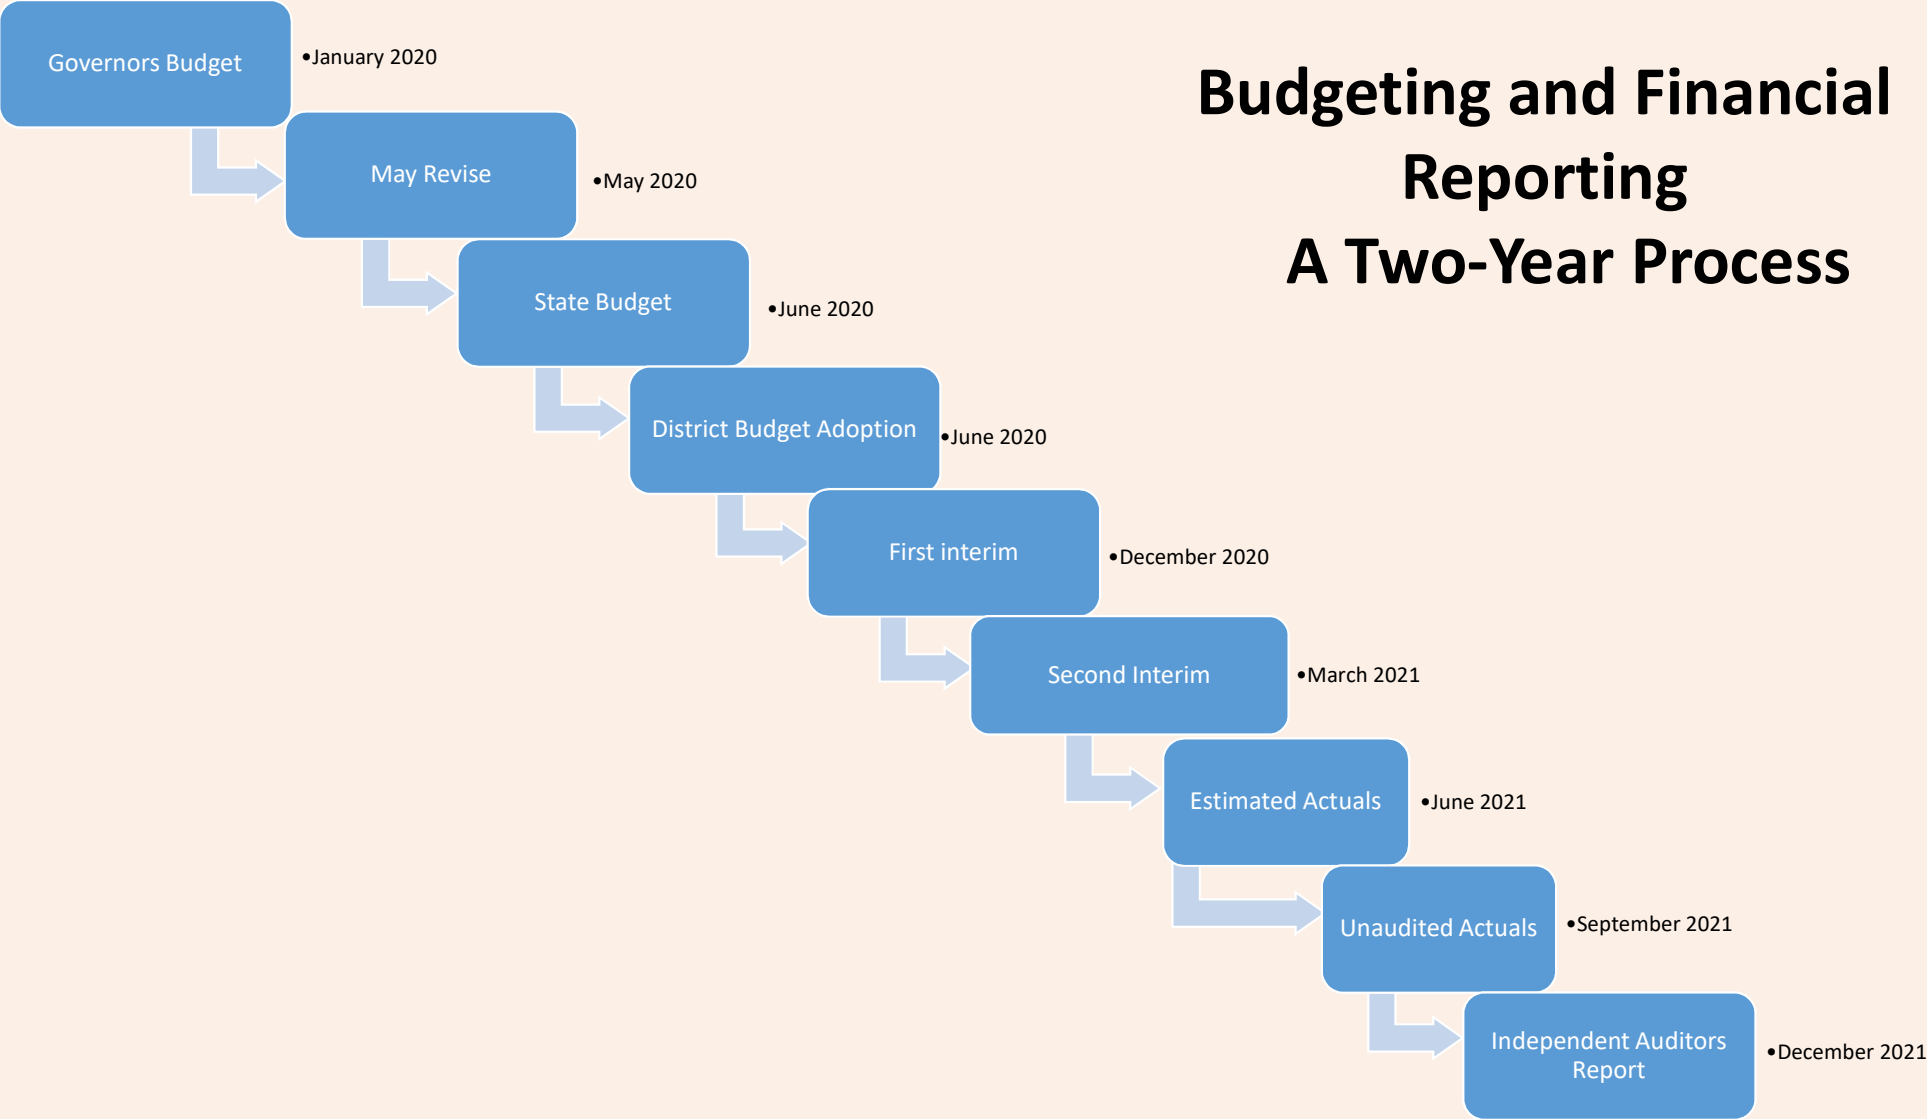 Governors Budget
•January 2020
Budgeting and Financial
Reporting
A Two-Year Process
May Revise
•May 2020
State Budget
•June 2020
District Budget Adoption
•June 2020
First interim
•December 2020
Second Interim
•March 2021
Estimated Actuals
•June 2021
Unaudited Actuals
•September 2021
Independent Auditors
Report
•December 2021